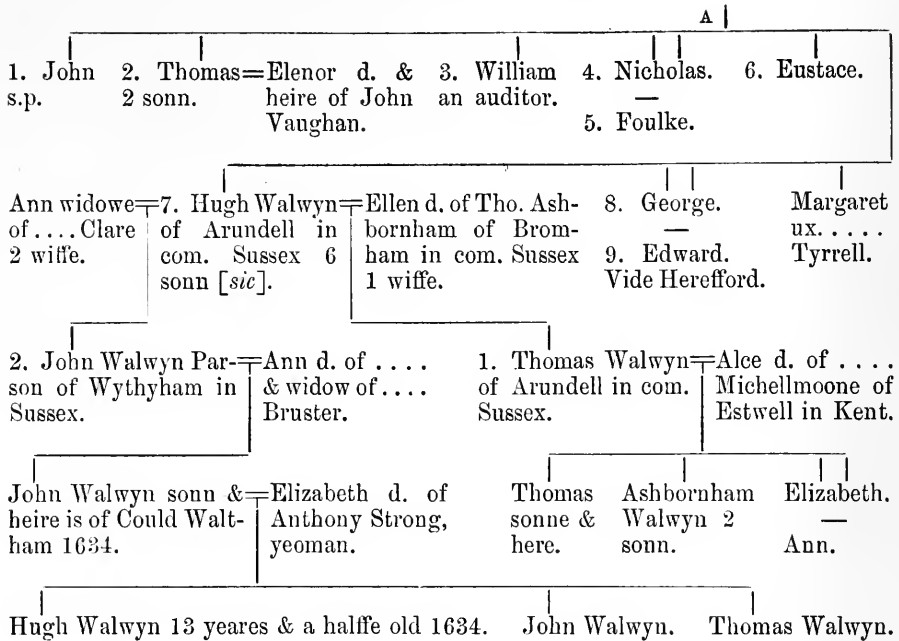 A
1. John
s.p.
2. Thomas=Elenor d. &
2 sonn. heire of John
Vaughan.
3. William
an auditor.
4. Nicholas.
—
5. Foulke.
6. Eustace.
Ann widowe
of .... Clare
2 wiffe.
7. Hugh Walwyn
of Arundell in
com. Sussex 6
sonn [sic].
Ellen d. of Tho. Ash-
bornham of Brom-
ham in com. Sussex
1 wiffe.
8. George.
—
9. Edward.
Vide Herefford.
Margaret
ux. . . . .
Tyrrell.
2. John Walwyn Par-
son of Wythyham in
Sussex.
Ann d. of . . . .
& widow of . . . .
Bruster.
1. Thomas Walwyn
of Arundell in com.
Sussex.
Alce d. of . . . .
Michellmoone of
Estwell in Kent.
John Walwyn sonn &
heire is of Could Walt-
ham 1634.
Elizabeth d. of
Anthony Strong,
yeoman.
Thomas
sonne &
here.
Ashbornham
Walwyn 2
sonn.
Elizabeth.
—
Ann.
Hugh Walwyn 13 yeares & a halffe old 1634. John Walwyn. Thomas Walwyn.